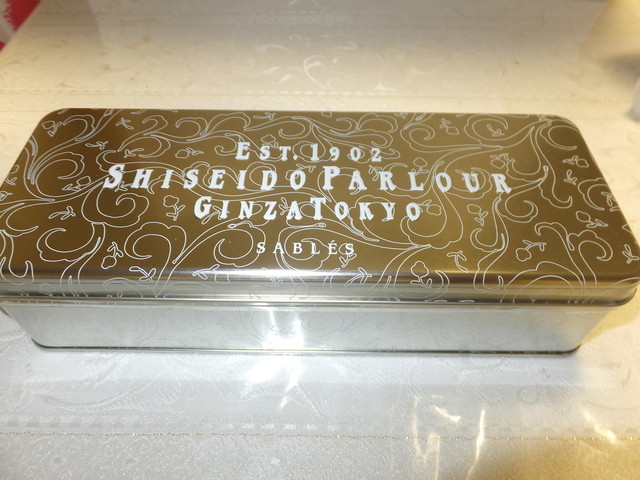 EST. 1902
SHISEIDO PARLOUR
GINZA TOKYO
SABLÉS